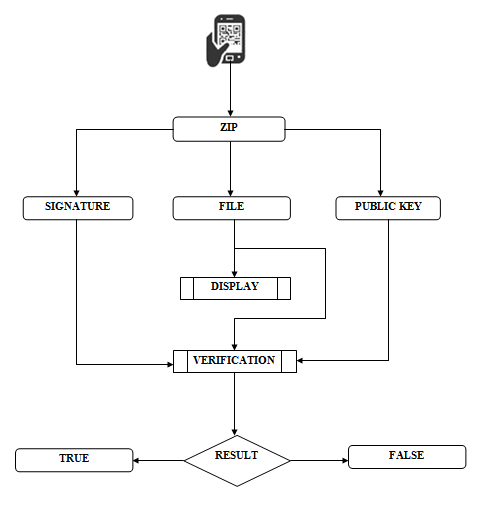 ZIP
SIGNATURE
FILE
PUBLIC KEY
DISPLAY
VERIFICATION
RESULT
TRUE
FALSE